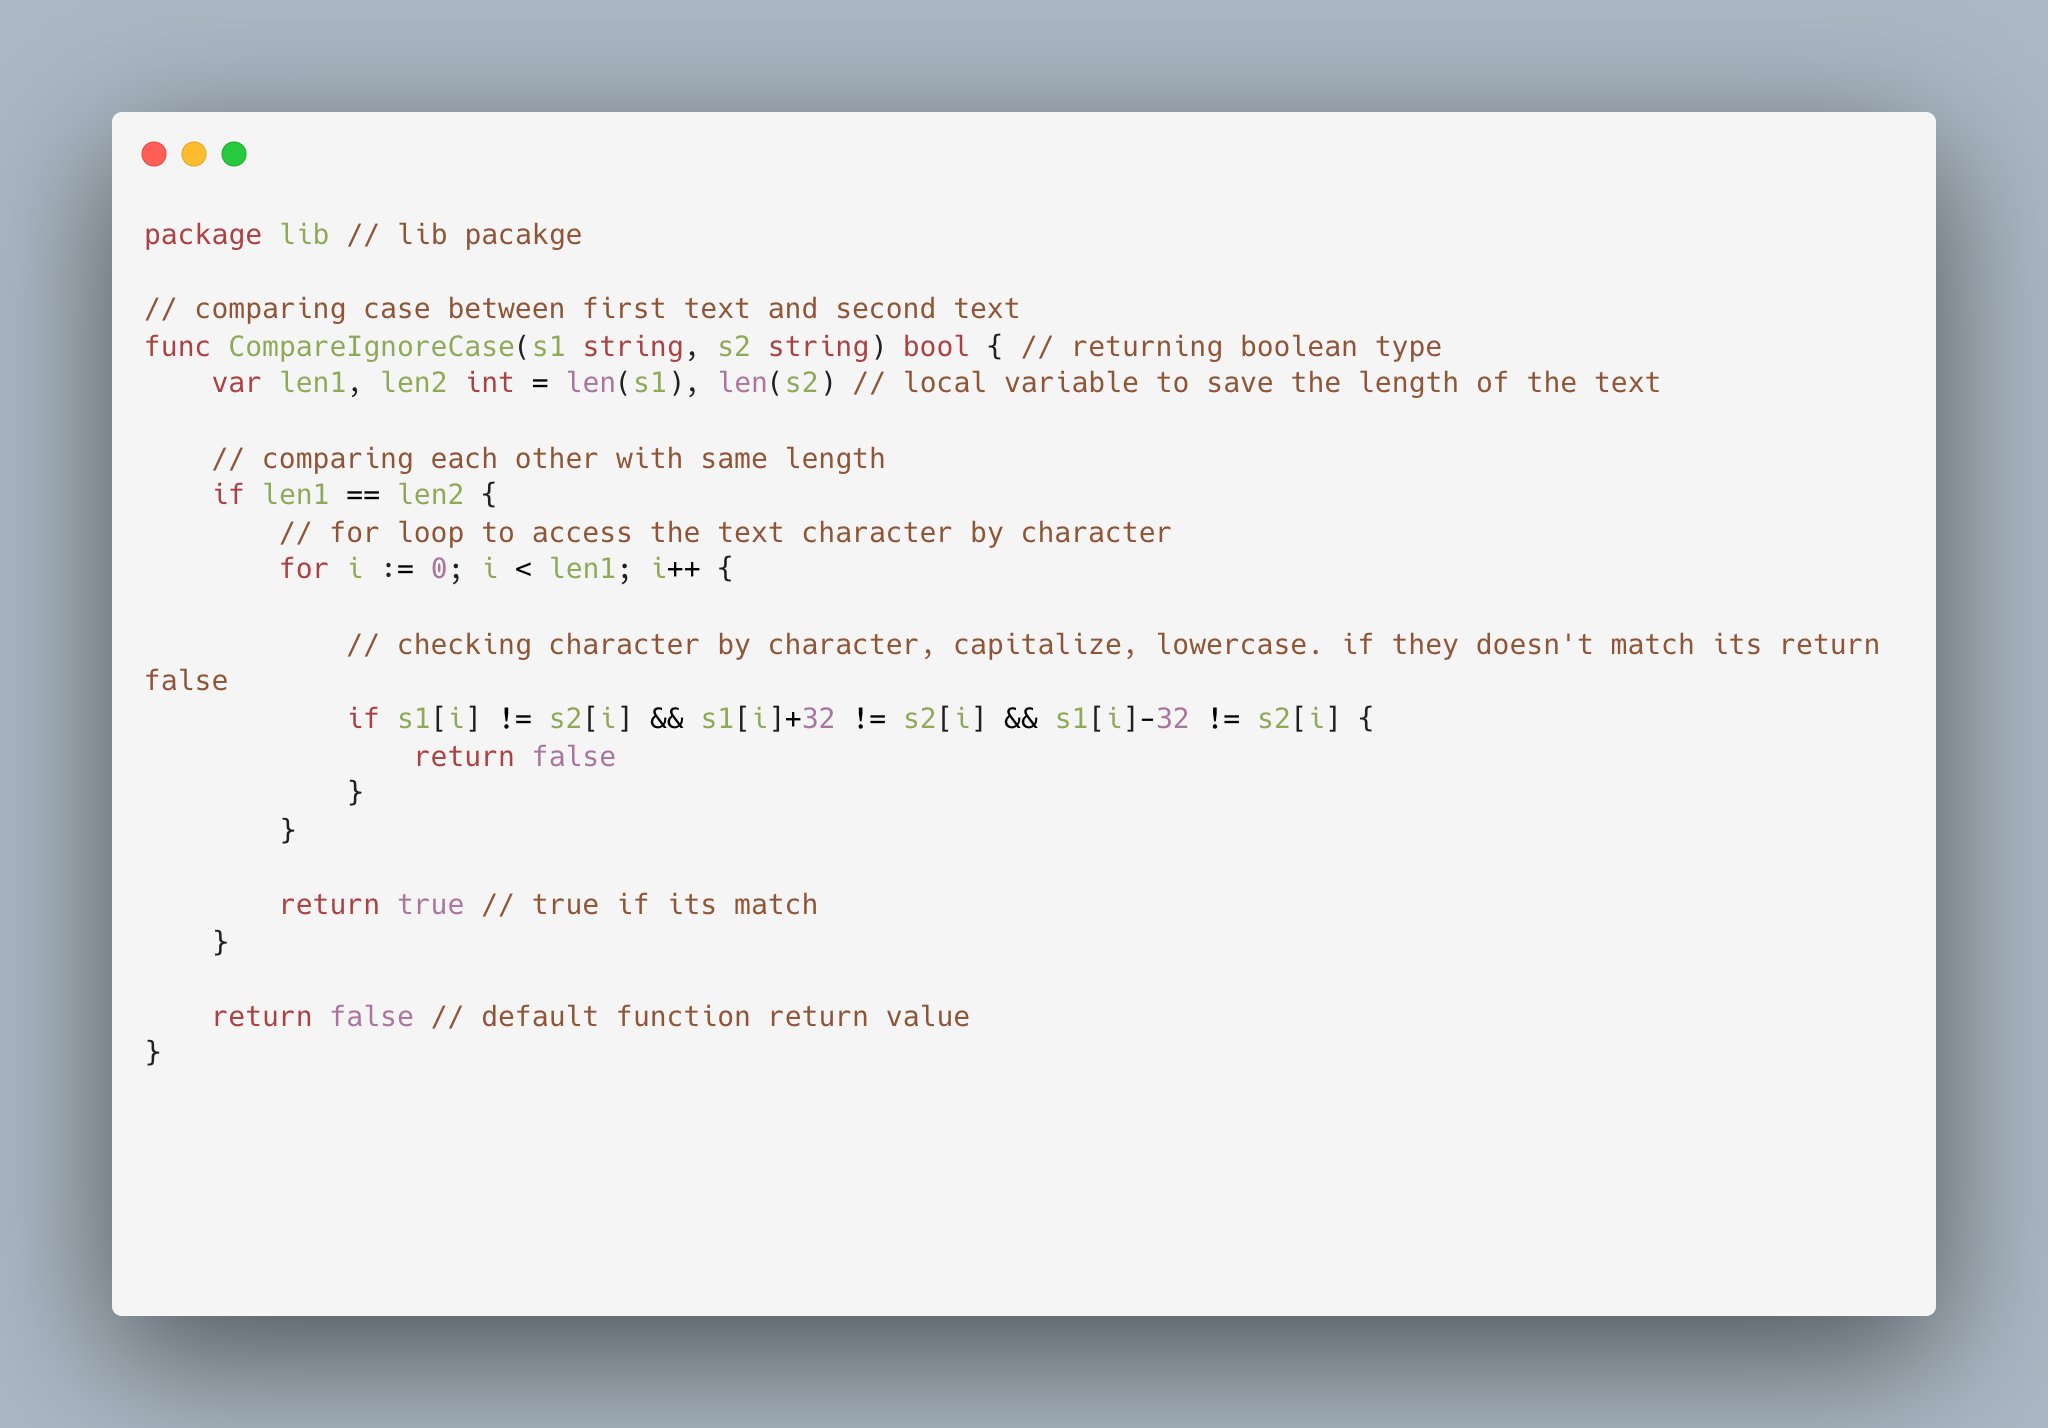 package lib // lib pacakge
// comparing case between first text and second text
func CompareIgnoreCase(s1 string, s2 string) bool { // returning boolean type
    var len1, len2 int = len(s1), len(s2) // local variable to save the length of the text
    // comparing each other with same length
    if len1 == len2 {
        // for loop to access the text character by character
        for i := 0; i < len1; i++ {
            // checking character by character, capitalize, lowercase. if they doesn't match its return
false
            if s1[i] != s2[i] && s1[i]+32 != s2[i] && s1[i]-32 != s2[i] {
                return false
            }
        }
        return true // true if its match
    }
    return false // default function return value
}